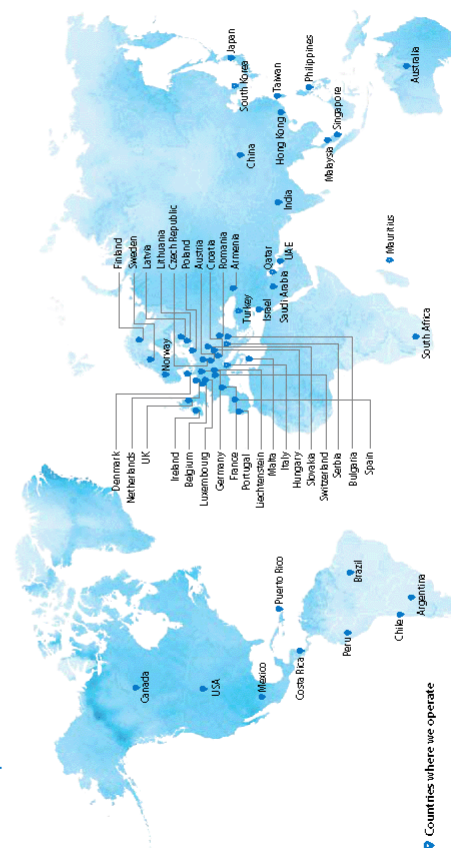 Canada
USA
Mexico
Costa Rica
Puerto Rico
Peru
Brazil
Chile
Argentina
Denmark
Netherlands
UK
Ireland
Belgium
Luxembourg
Germany
France
Portugal
Liechtenstein
Malta
Italy
Hungary
Slovakia
Switzerland
Serbia
Bulgaria
Spain
Norway
Finland
Sweden
Latvia
Lithuania
Czech Republic
Poland
Austria
Croatia
Romania
Armenia
Turkey
Israel
Saudi Arabia
Qatar
UAE
India
China
Hong Kong
Taiwan
South Korea
Japan
Philippines
Malaysia
Singapore
Australia
Mauritius
South Africa
Countries where we operate